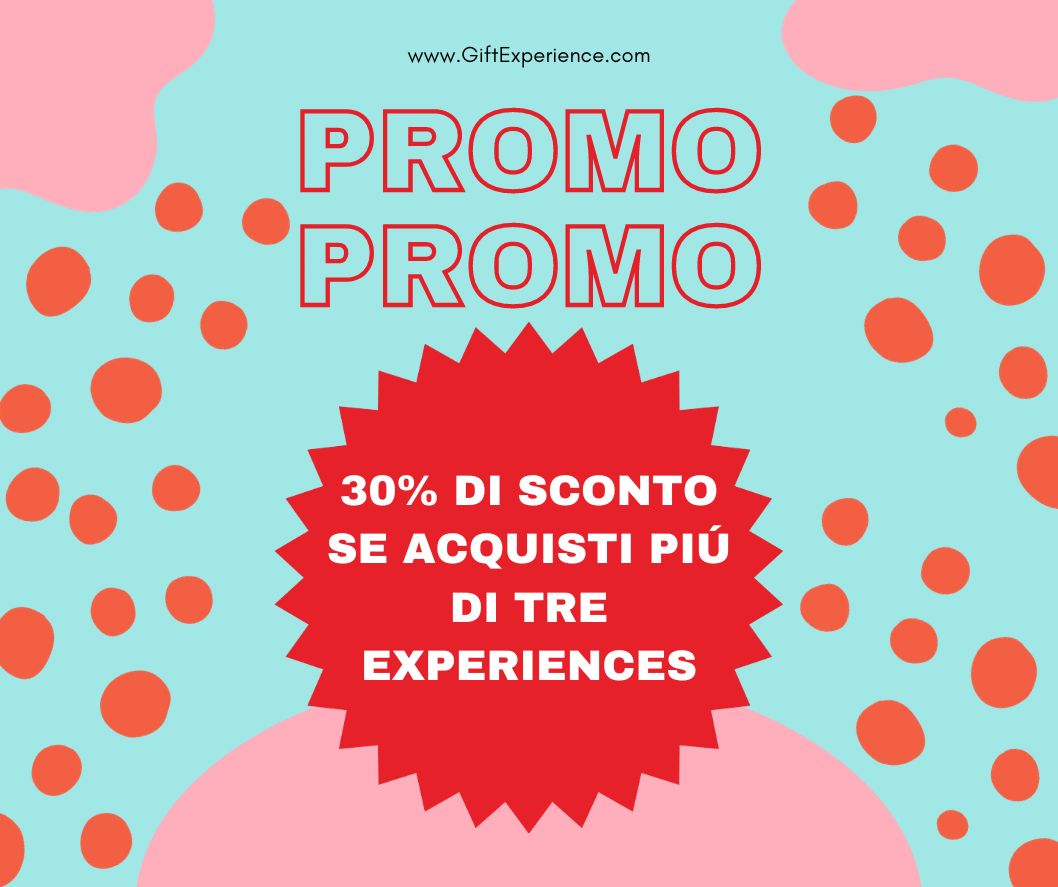 www.GiftExperience.com
PROMO
PROMO
30% DI SCONTO
SE ACQUISTI PIÚ
DI TRE
EXPERIENCES